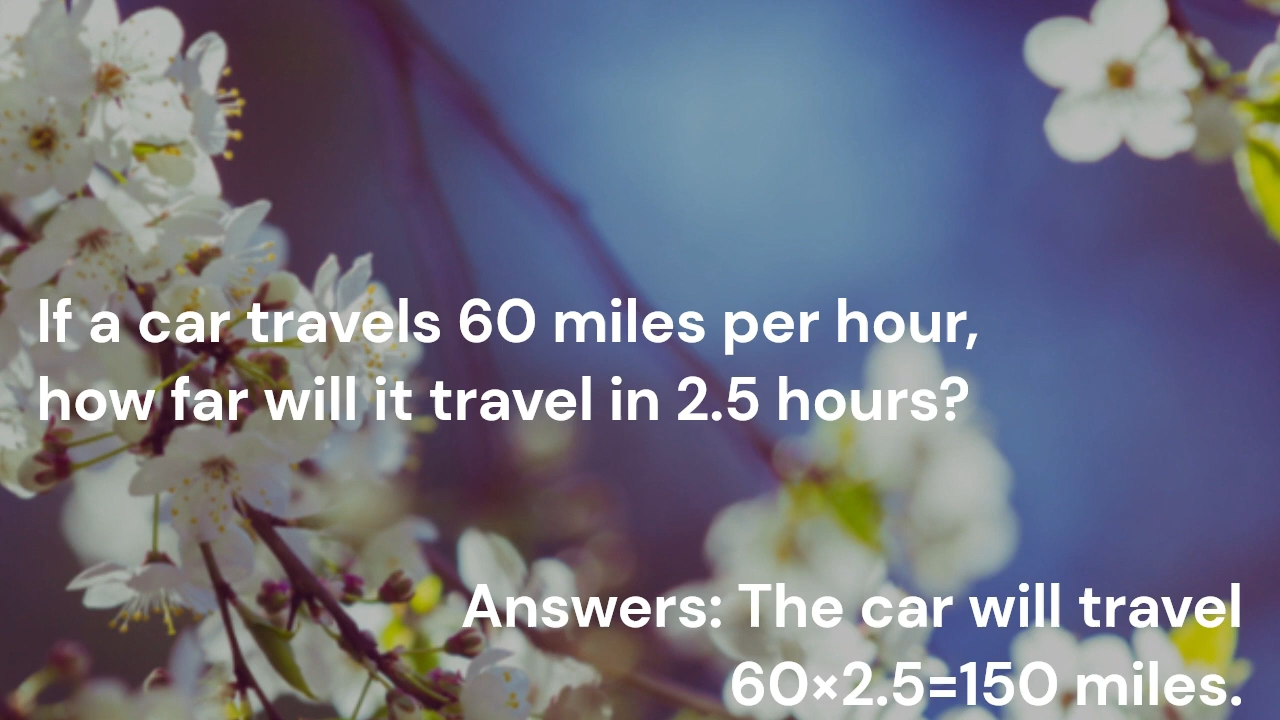 If a car travels 60 miles per hour,
how far will it travel in 2.5 hours?
Answers: The car will travel
60×2.5=150 miles.